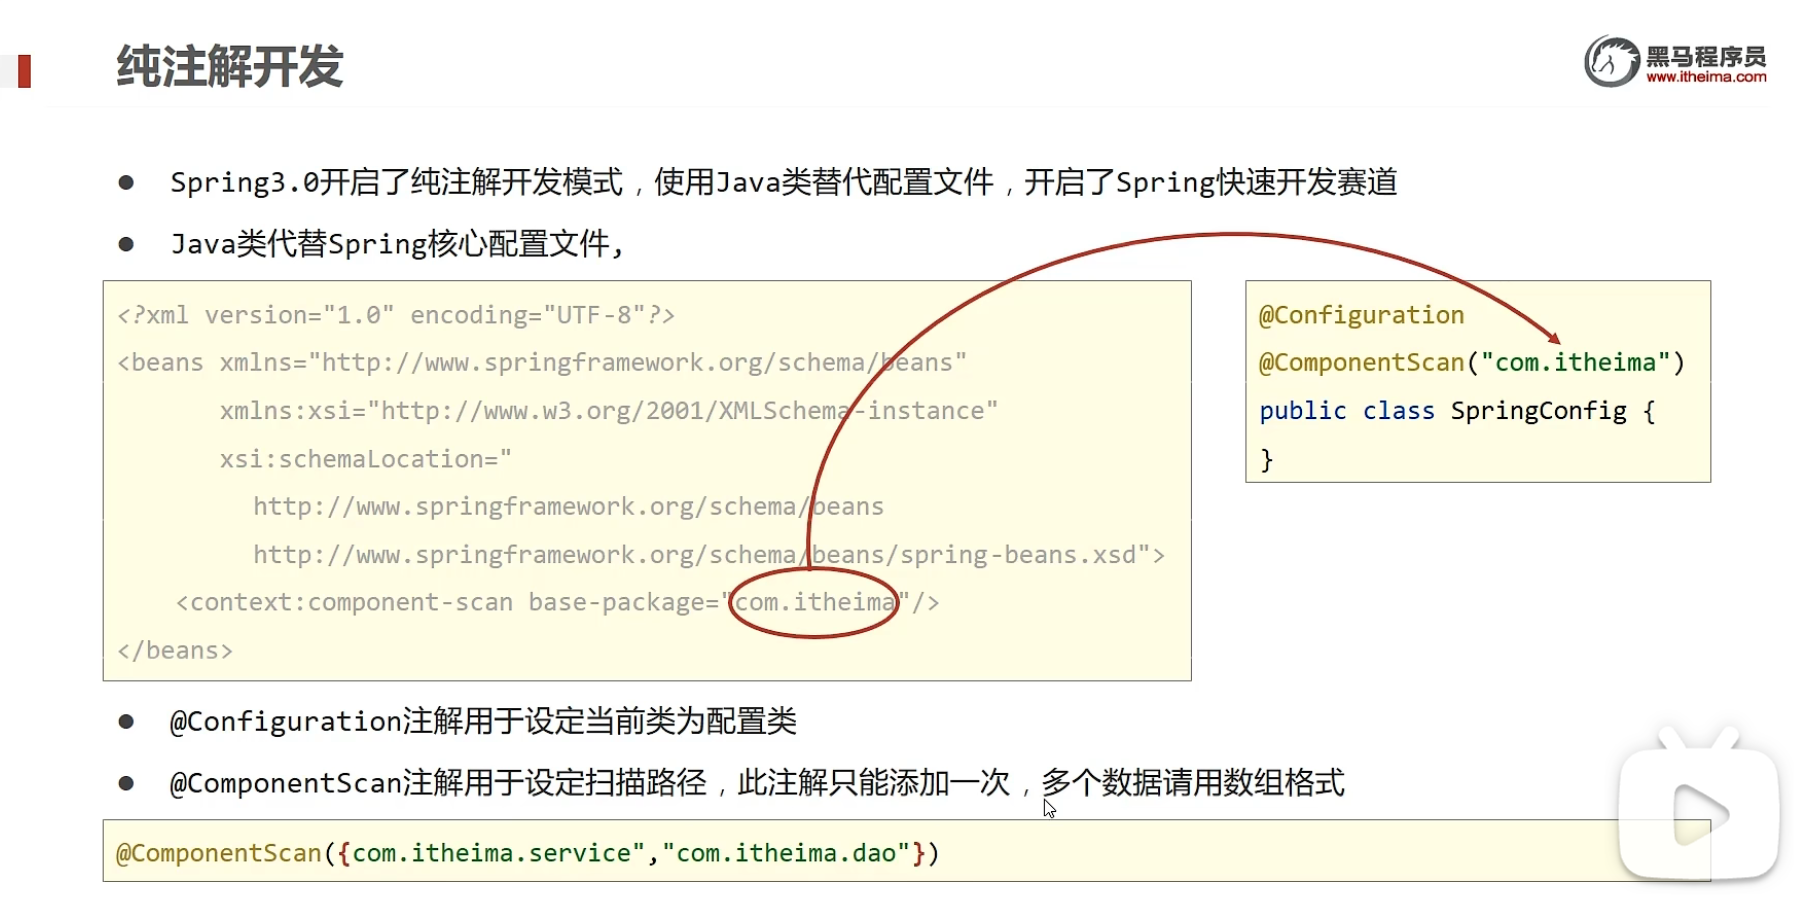 纯注解开发
黑马程序员
www.itheima.com
● Spring3.0开启了纯注解开发模式，使用Java类替代配置文件，开启了Spring快速开发赛道
● Java类代替Spring核心配置文件,
<?xml version="1.0" encoding="UTF-8"?>
<beans xmlns="http://www.springframework.org/schema/beans"
xmlns:xsi="http://www.w3.org/2001/XMLSchema-instance"
xsi:schemaLocation="
http://www.springframework.org/schema/beans
http://www.springframework.org/schema/beans/spring-beans.xsd">
<context:component-scan base-package="com.itheima"/>
</beans>
@Configuration
@ComponentScan("com.itheima")
public class SpringConfig {
}
● @Configuration注解用于设定当前类为配置类
● @ComponentScan注解用于设定扫描路径，此注解只能添加一次，多个数据请用数组格式
@ComponentScan({com.itheima.service","com.itheima.dao"})